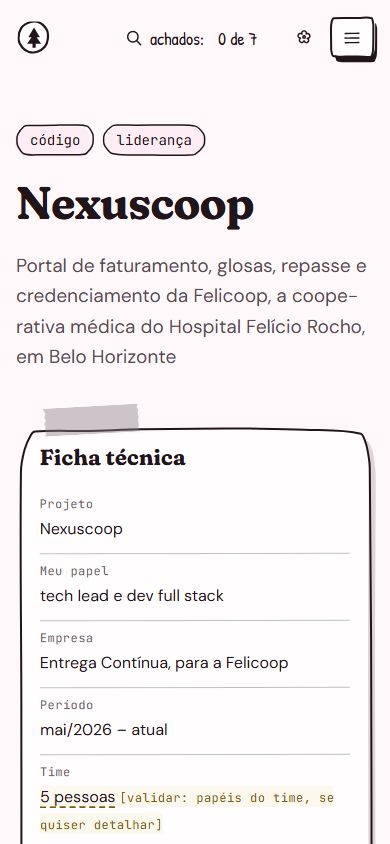 achados: 0 de 7
código
liderança
Nexuscoop
Portal de faturamento, glosas, repasse e
credenciamento da Felicoop, a coope-
rativa médica do Hospital Felício Rocho,
em Belo Horizonte
Ficha técnica
Projeto
Nexuscoop
Meu papel
tech lead e dev full stack
Empresa
Entrega Contínua, para a Felicoop
Período
mai/2026 – atual
Time
5 pessoas [validar: papéis do time, se
quiser detalhar]